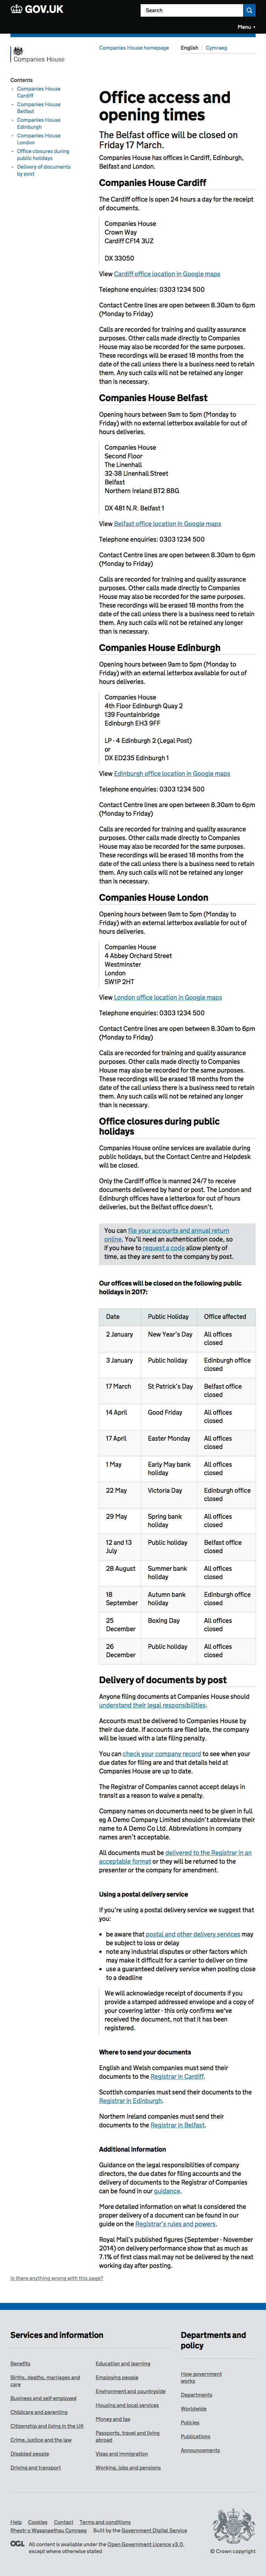 GOV.UK
Search
Menu
Companies House
Companies House homepage
English
Cymraeg
Contents
Companies House
Cardiff
Companies House
Belfast
Companies House
Edinburgh
Companies House
London
Office closures during
public holidays
Delivery of documents
by post
Office access and
opening times
The Belfast office will be closed on
Friday 17 March.
Companies House has offices in Cardiff, Edinburgh,
Belfast and London.
Companies House Cardiff
The Cardiff office is open 24 hours a day for the receipt
of documents.
Companies House
Crown Way
Cardiff CF14 3UZ
DX 33050
View Cardiff office location in Google maps
Telephone enquiries: 0303 1234 500
Contact Centre lines are open between 8.30am to 6pm
(Monday to Friday)
Calls are recorded for training and quality assurance
purposes. Other calls made directly to Companies
House may also be recorded for the same purposes.
These recordings will be erased 18 months from the
date of the call unless there is a business need to retain
them. Any such calls will not be retained any longer
than is necessary.
Companies House Belfast
Opening hours between 9am to 5pm (Monday to
Friday) with an external letterbox available for out of
hours deliveries.
Companies House
Second Floor
The Linenhall
32-38 Linenhall Street
Belfast
Northern Ireland BT2 8BG
DX 481 N.R. Belfast 1
View Belfast office location in Google maps
Telephone enquiries: 0303 1234 500
Contact Centre lines are open between 8.30am to 6pm
(Monday to Friday)
Calls are recorded for training and quality assurance
purposes. Other calls made directly to Companies
House may also be recorded for the same purposes.
These recordings will be erased 18 months from the
date of the call unless there is a business need to retain
them. Any such calls will not be retained any longer
than is necessary.
Companies House Edinburgh
Opening hours between 9am to 5pm (Monday to
Friday) with an external letterbox available for out of
hours deliveries.
Companies House
4th Floor Edinburgh Quay 2
139 Fountainbridge
Edinburgh EH3 9FF
LP - 4 Edinburgh 2 (Legal Post)
or
DX ED235 Edinburgh 1
View Edinburgh office location in Google maps
Telephone enquiries: 0303 1234 500
Contact Centre lines are open between 8.30am to 6pm
(Monday to Friday)
Calls are recorded for training and quality assurance
purposes. Other calls made directly to Companies
House may also be recorded for the same purposes.
These recordings will be erased 18 months from the
date of the call unless there is a business need to retain
them. Any such calls will not be retained any longer
than is necessary.
Companies House London
Opening hours between 9am to 5pm (Monday to
Friday) with an external letterbox available for out of
hours deliveries.
Companies House
4 Abbey Orchard Street
Westminster
London
SW1P 2HT
View London office location in Google maps
Telephone enquiries: 0303 1234 500
Contact Centre lines are open between 8.30am to 6pm
(Monday to Friday)
Calls are recorded for training and quality assurance
purposes. Other calls made directly to Companies
House may also be recorded for the same purposes.
These recordings will be erased 18 months from the
date of the call unless there is a business need to retain
them. Any such calls will not be retained any longer
than is necessary.
Office closures during public
holidays
Companies House online services are available during
public holidays, but the Contact Centre and Helpdesk
will be closed.
Only the Cardiff office is manned 24/7 to receive
documents delivered by hand or post. The London and
Edinburgh offices have a letterbox for out of hours
delivery, but the Belfast office doesn't.
You can file your accounts and annual return
online. You'll need an authentication code, so
if you have to request a code allow plenty of
time, as they are sent to the company by post.
Our offices will be closed on the following public
holidays in 2017:
Date Public Holiday Office affected
2 January New Year's Day All offices
closed
3 January Public holiday Edinburgh office
closed
17 March St Patrick's Day Belfast office
closed
14 April Good Friday All offices
closed
17 April Easter Monday All offices
closed
1 May Early May bank All offices
holiday closed
22 May Victoria Day Edinburgh office
closed
29 May Spring bank All offices
holiday closed
12 and 13 Public holiday Belfast office
July closed
28 August Summer bank All offices
holiday closed
18 Autumn bank Edinburgh office
September holiday closed
25 Boxing Day All offices
December closed
26 Public holiday All offices
December closed
Delivery of documents by post
Anyone filing documents at Companies House should
understand their legal responsibilities.
Accounts must be delivered to Companies House by
their due date. If accounts are filed late, the company
will be issued with a late filing penalty.
You can check your company record to see when your
due dates for accounts are and that details held at
Companies House are up to date.
The Registrar of Companies cannot accept delays in
transit as a reason to waive a penalty.
Company names on documents need to be given in full
eg A Demo Company Limited shouldn't abbreviate their
name to A Demo Co Ltd. Abbreviations in company
names aren't acceptable.
All documents must be delivered to the Registrar in an
acceptable format or they will be returned to the
presenter or the company for amendment.
Using a postal delivery service
If you're using a postal delivery service we suggest that
you:
be aware that postal and other delivery services may
be subject to loss or delay
note any industrial disputes or other factors which
may make it difficult for a carrier to deliver on time
use a guaranteed delivery service when posting close
to a deadline
We will acknowledge receipt of documents if you
provide a stamped addressed envelope and a copy of
your covering letter - this only confirms we've
received the document, not that it has been
registered.
Where to send your documents
English and Welsh companies must send their
documents to the Registrar in Cardiff.
Scottish companies must send their documents to the
Registrar in Edinburgh.
Northern Ireland companies must send their
documents to the Registrar in Belfast.
Additional information
Guidance on the legal responsibilities of company
directors, the due dates for filing accounts and the
delivery of documents to the Registrar of Companies
can be found in our guidance.
More detailed information on what is considered the
proper delivery of a document can be found in our
guide on the Registrar's rules and powers.
Royal Mail's published figures (September - November
2014) on delivery performance show that as much as
7.1% of first class mail may not be delivered the next
working day after posting.
Is there anything wrong with this page?
Services and information
Benefits
Births, deaths, marriages and
care
Business and self-employed
Childcare and parenting
Citizenship and living in the UK
Crime, justice and the law
Disabled people
Driving and transport
Education and learning
Employing people
Environment and countryside
Housing and local services
Money and tax
Passports, travel and living
abroad
Visas and immigration
Working, jobs and pensions
Departments and
policy
How government
works
Departments
Worldwide
Policies
Publications
Announcements
Help Cookies Contact Terms and conditions
Rhestr o Wasanaethau Cymraeg Built by the Government Digital Service
OGL All content is available under the Open Government Licence v3.0,
except where otherwise stated
© Crown copyright